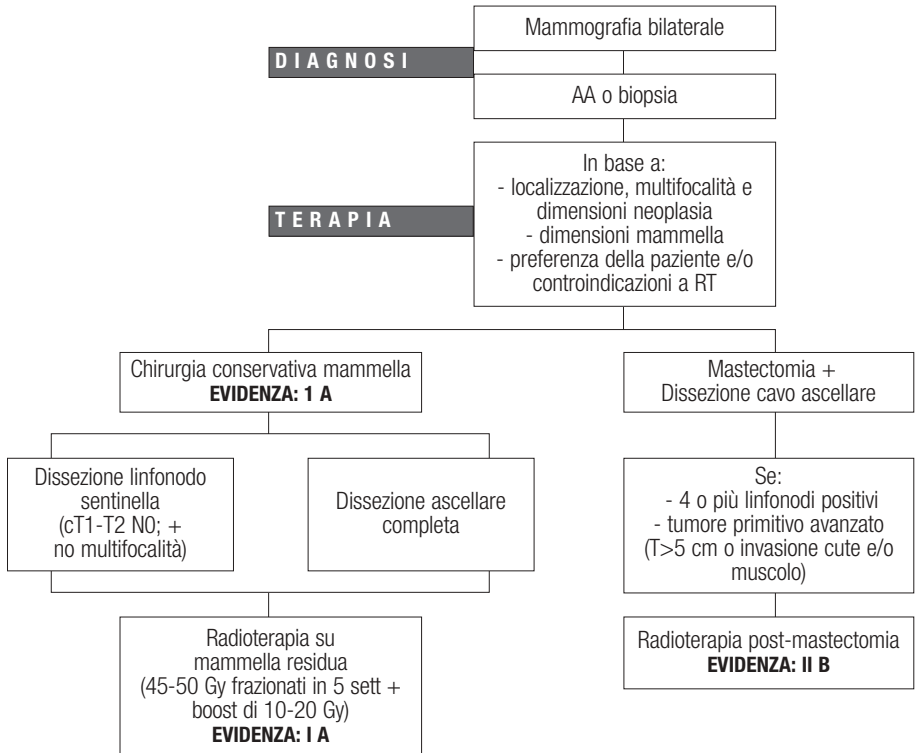 Mammografia bilaterale
DIAGNOSI
AA o biopsia
In base a:
- localizzazione, multifocalità e
dimensioni neoplasia
- dimensioni mammella
- preferenza della paziente e/o
controindicazioni a RT
TERAPIA
Chirurgia conservativa mammella
EVIDENZA: 1 A
Mastectomia +
Dissezione cavo ascellare
Dissezione linfonodo
sentinella
(cT1-T2 N0; +
no multifocalità)
Dissezione ascellare
completa
Se:
- 4 o più linfonodi positivi
- tumore primitivo avanzato
(T>5 cm o invasione cute e/o
muscolo)
Radioterapia su
mammella residua
(45-50 Gy frazionati in 5 sett +
boost di 10-20 Gy)
EVIDENZA: I A
Radioterapia post-mastectomia
EVIDENZA: II B